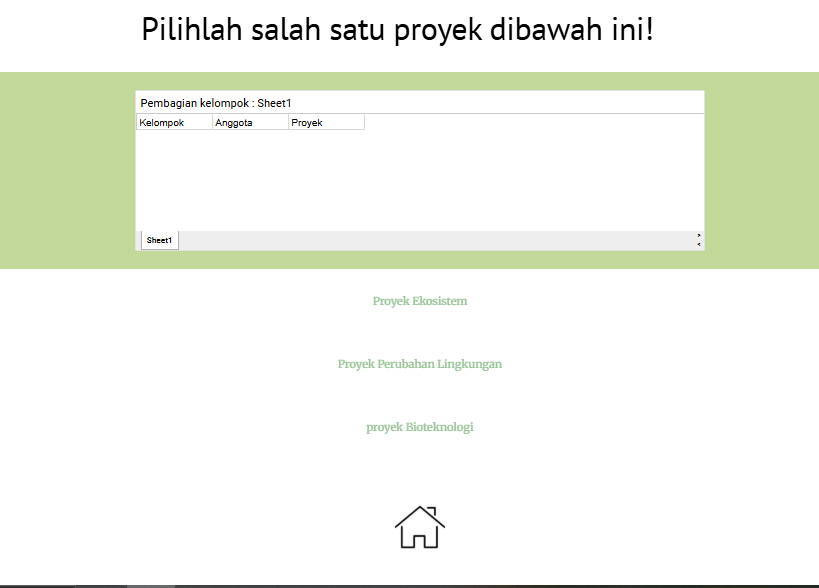 Pilihlah salah satu proyek dibawah ini!
Pembagian kelompok : Sheet1
Kelompok Anggota Proyek
Sheet1
Proyek Ekosistem
Proyek Perubahan Lingkungan
proyek Bioteknologi